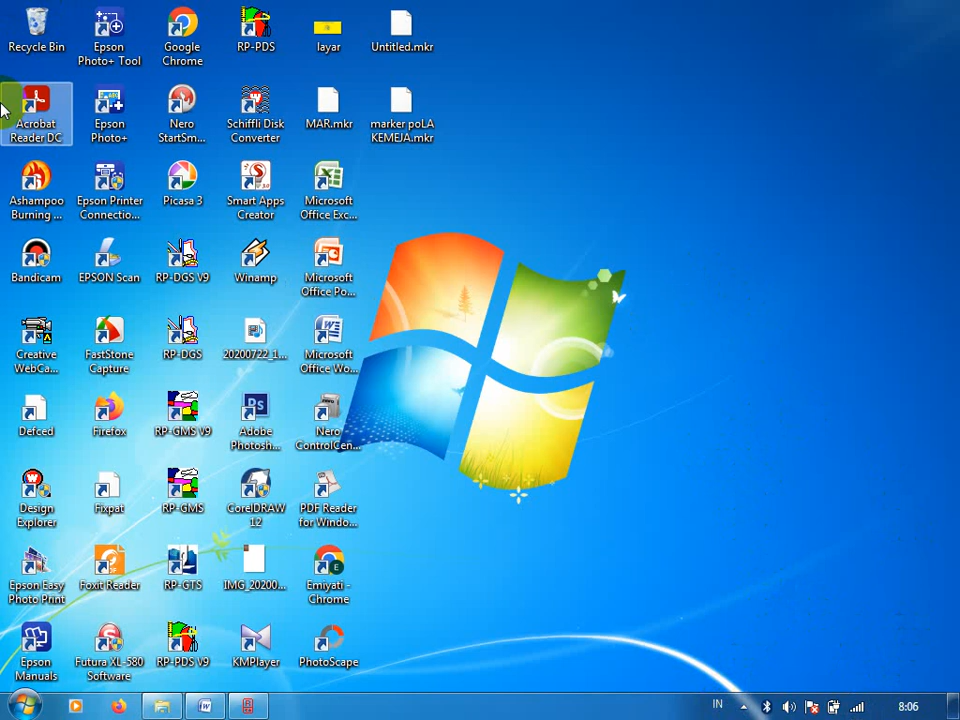 Recycle Bin
Epson
Photo+ Tool
Google
Chrome
RP-PDS
layar
Untitled.mkr
Acrobat
Reader DC
Epson
Photo+
Nero
StartSm...
Schiffli Disk
Converter
MAR.mkr
marker poLA
KEMEJA.mkr
Ashampoo
Burning ...
Epson Printer
Connectio...
Picasa 3
Smart Apps
Creator
Microsoft
Office Exc...
Bandicam
EPSON Scan
RP-DGS V9
Winamp
Microsoft
Office Po...
Creative
WebCa...
FastStone
Capture
RP-DGS
20200722_1...
Microsoft
Office Wo...
Defced
Firefox
RP-GMS V9
Adobe
Photosh...
Nero
ControlCen...
Design
Explorer
Fixpat
RP-GMS
CorelDRAW
12
PDF Reader
for Windo...
Epson Easy
Photo Print
Foxit Reader
RP-GTS
IMG_20200...
Emiyati -
Chrome
Epson
Manuals
Futura XL-580
Software
RP-PDS V9
KMPlayer
PhotoScape
IN
8:06